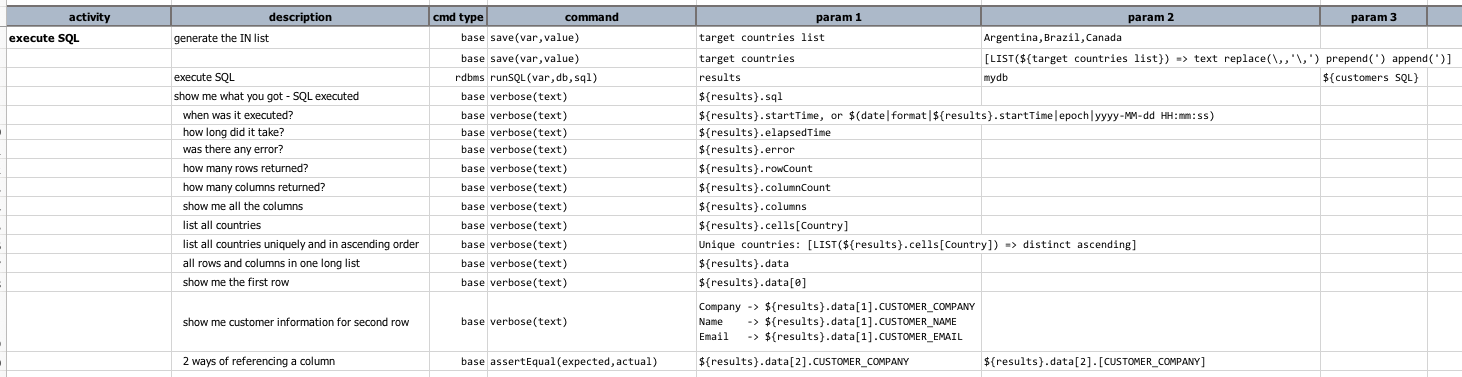 activity description cmd type command param 1 param 2 param 3
execute SQL generate the IN list base save(var,value) target countries list Argentina,Brazil,Canada
base save(var,value) target countries [LIST(${target countries list}) => text replace(\,,'\,') prepend(') append(')]
execute SQL rdbms runSQL(var,db,sql) results mydb ${customers SQL}
show me what you got - SQL executed base verbose(text) ${results}.sql
when was it executed? base verbose(text) ${results}.startTime, or $(date|format|${results}.startTime|epoch|yyyy-MM-dd HH:mm:ss)
how long did it take? base verbose(text) ${results}.elapsedTime
was there any error? base verbose(text) ${results}.error
how many rows returned? base verbose(text) ${results}.rowCount
how many columns returned? base verbose(text) ${results}.columnCount
show me all the columns base verbose(text) ${results}.columns
list all countries base verbose(text) ${results}.cells[Country]
list all countries uniquely and in ascending order base verbose(text) Unique countries: [LIST(${results}.cells[Country]) => distinct ascending]
all rows and columns in one long list base verbose(text) ${results}.data
show me the first row base verbose(text) ${results}.data[0]
Company -> ${results}.data[1].CUSTOMER_COMPANY
show me customer information for second row base verbose(text) Name -> ${results}.data[1].CUSTOMER_NAME
Email -> ${results}.data[1].CUSTOMER_EMAIL
2 ways of referencing a column base assertEqual(expected,actual) ${results}.data[2].CUSTOMER_COMPANY ${results}.data[2].[CUSTOMER_COMPANY]